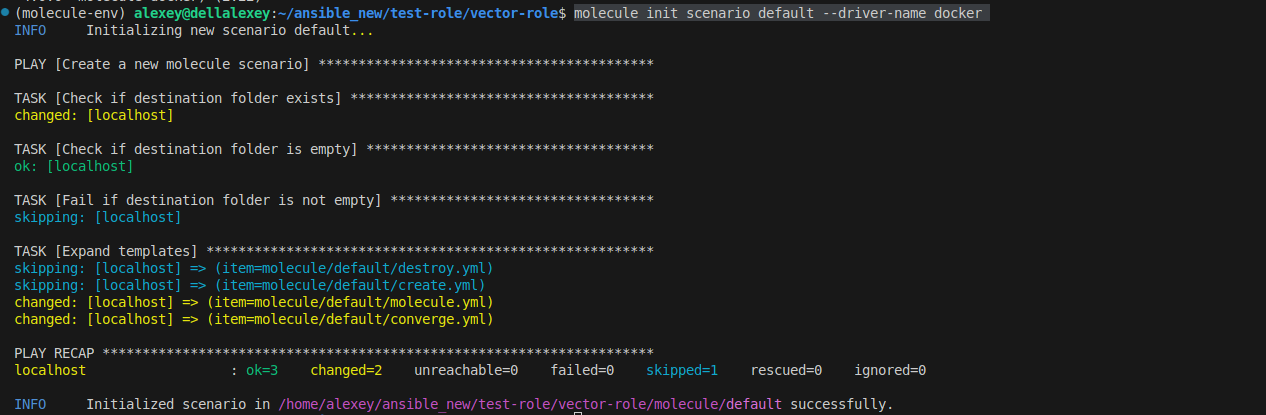 (molecule-env) alexey@dellalexey:~/ansible_new/test-role/vector-role$ molecule init scenario default --driver-name docker
INFO     Initializing new scenario default...

PLAY [Create a new molecule scenario] ******************************************

TASK [Check if destination folder exists] **************************************
changed: [localhost]

TASK [Check if destination folder is empty] ************************************
ok: [localhost]

TASK [Fail if destination folder is not empty] *********************************
skipping: [localhost]

TASK [Expand templates] ********************************************************
skipping: [localhost] => (item=molecule/default/destroy.yml)
skipping: [localhost] => (item=molecule/default/create.yml)
changed: [localhost] => (item=molecule/default/molecule.yml)
changed: [localhost] => (item=molecule/default/converge.yml)

PLAY RECAP *********************************************************************
localhost                  : ok=3    changed=2    unreachable=0    failed=0    skipped=1    rescued=0    ignored=0

INFO     Initialized scenario in /home/alexey/ansible_new/test-role/vector-role/molecule/default successfully.